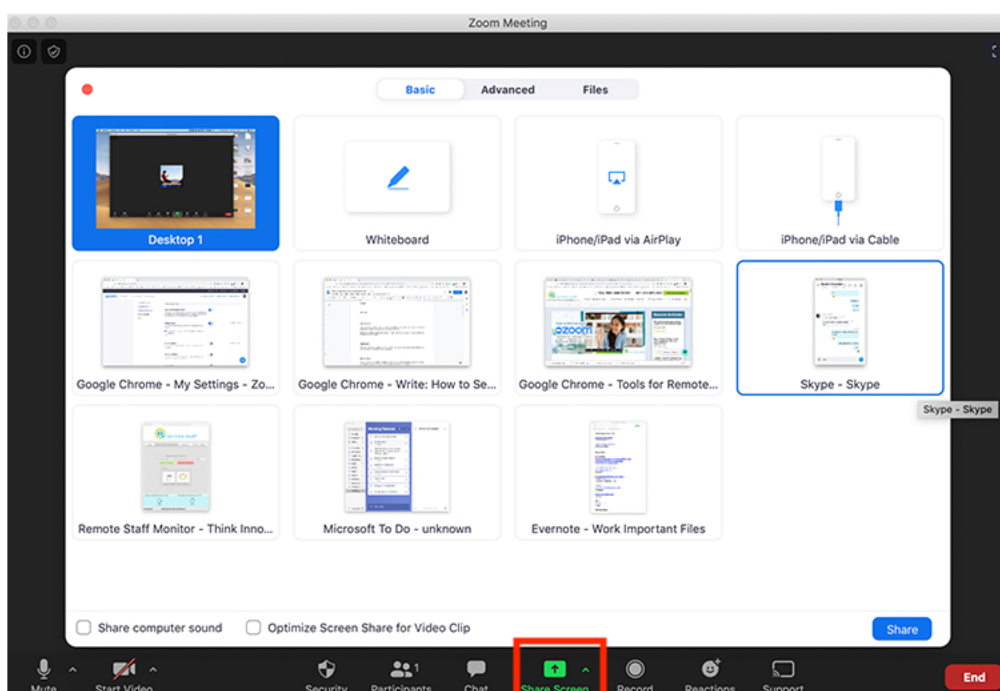 Zoom Meeting
Basic Advanced Files
Desktop 1
Whiteboard
iPhone/iPad via AirPlay
iPhone/iPad via Cable
Google Chrome - My Settings - Zo...
Google Chrome - Write: How to Se...
Google Chrome - Tools for Remote...
Skype - Skype
Skype - Skype
Remote Staff Monitor - Think Inno...
Microsoft To Do - unknown
Evernote - Work Important Files
Share computer sound
Optimize Screen Share for Video Clip
Share
Mute
Start Video
Security
Participants
1
Chat
Share Screen
Record
Reactions
Support
End